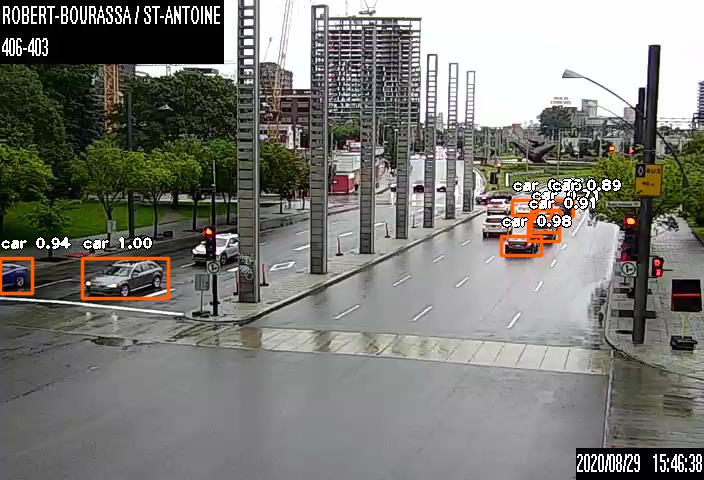 ROBERT-BOURASSA / ST-ANTOINE
406-403
car 0.89
car 0.91
car 0.98
car 0.94
car 1.00
BUS
2020/08/29 15:46:38